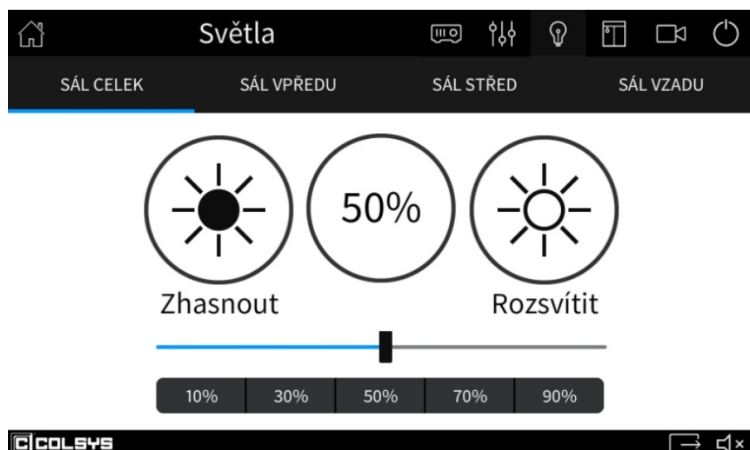 Světla
SÁL CELEK SÁL VPŘEDU SÁL STŘED SÁL VZADU
50%
Zhasnout Rozsvítit
10% 30% 50% 70% 90%
C COLSYS